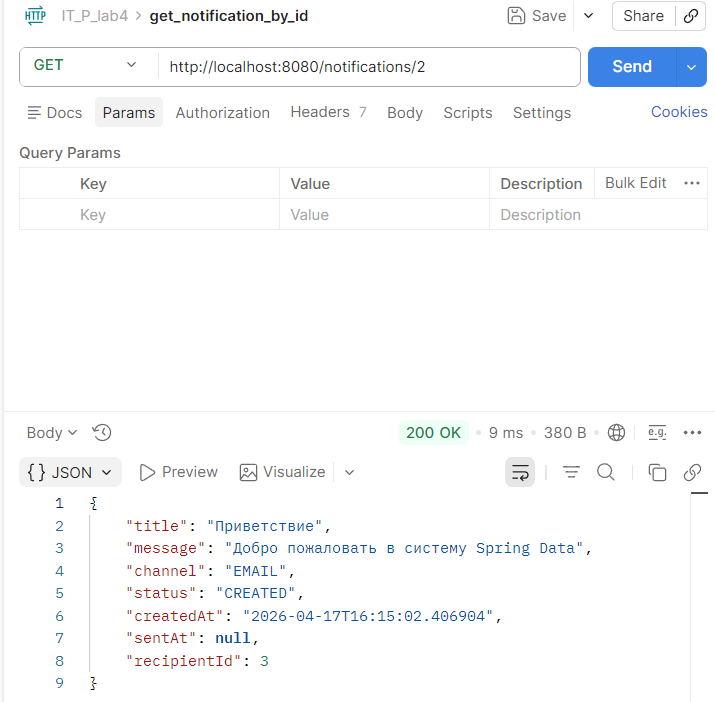 HTTP IT_P_lab4 > get_notification_by_id Save Share
GET http://localhost:8080/notifications/2 Send
Docs Params Authorization Headers 7 Body Scripts Settings Cookies
Query Params
Key Value Description Bulk Edit
Key Value Description
Body 200 OK • 9 ms • 380 B • e.g.
{} JSON Preview Visualize
1 {
2 "title": "Приветствие",
3 "message": "Добро пожаловать в систему Spring Data",
4 "channel": "EMAIL",
5 "status": "CREATED",
6 "createdAt": "2026-04-17T16:15:02.406904",
7 "sentAt": null,
8 "recipientId": 3
9 }